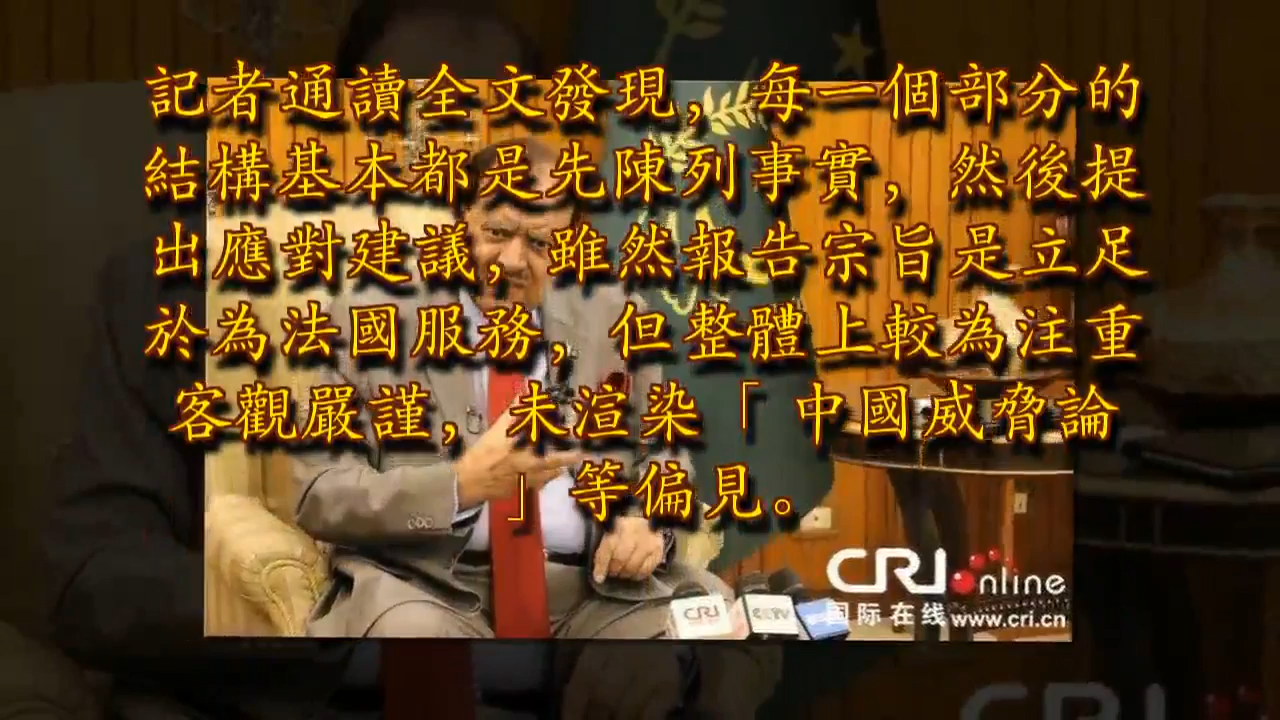 記者通讀全文發現，每一個部分的
結構基本都是先陳列事實，然後提
出應對建議，雖然報告宗旨是立足
於為法國服務，但整體上較為注重
客觀嚴謹，未渲染「中國威脅論
」等偏見。
CRI online
国际在线 www.cri.cn
CRI
CCTV
CRI